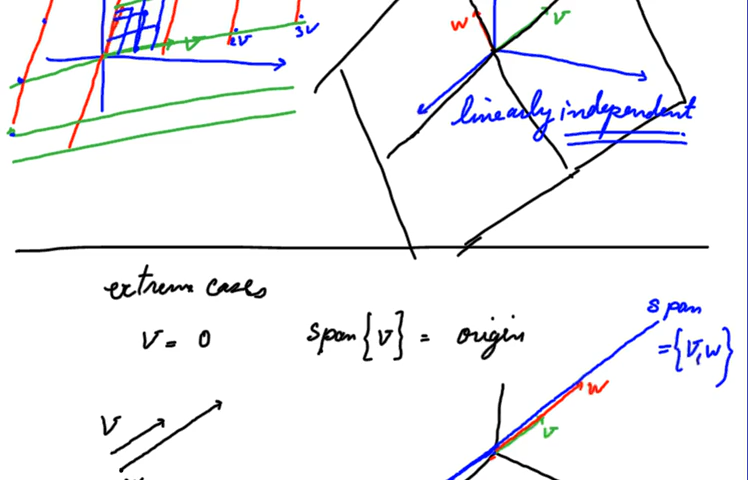 w
v
v
2v
3v
linearly independent
extrem cases
v = 0
span{v} = origin
span
={v,w}
w
v
v